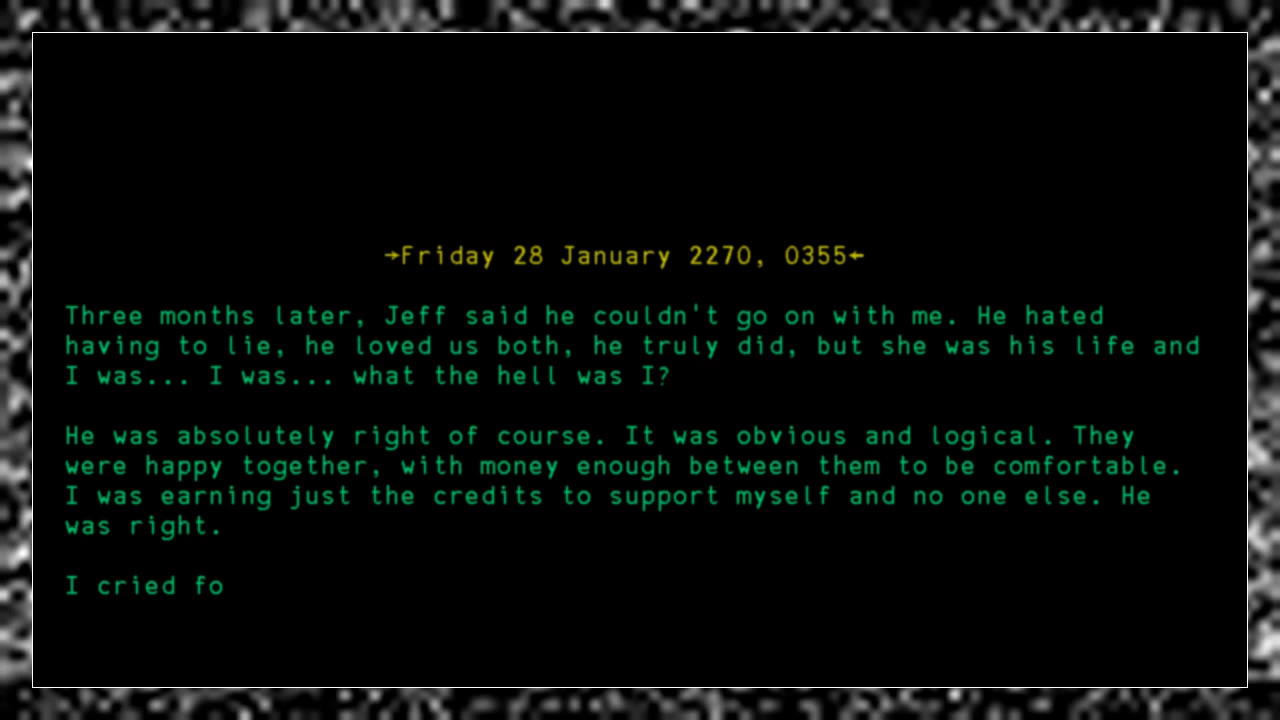 →Friday 28 January 2270, 0355←
Three months later, Jeff said he couldn't go on with me. He hated
having to lie, he loved us both, he truly did, but she was his life and
I was... I was... what the hell was I?
He was absolutely right of course. It was obvious and logical. They
were happy together, with money enough between them to be comfortable.
I was earning just the credits to support myself and no one else. He
was right.
I cried fo